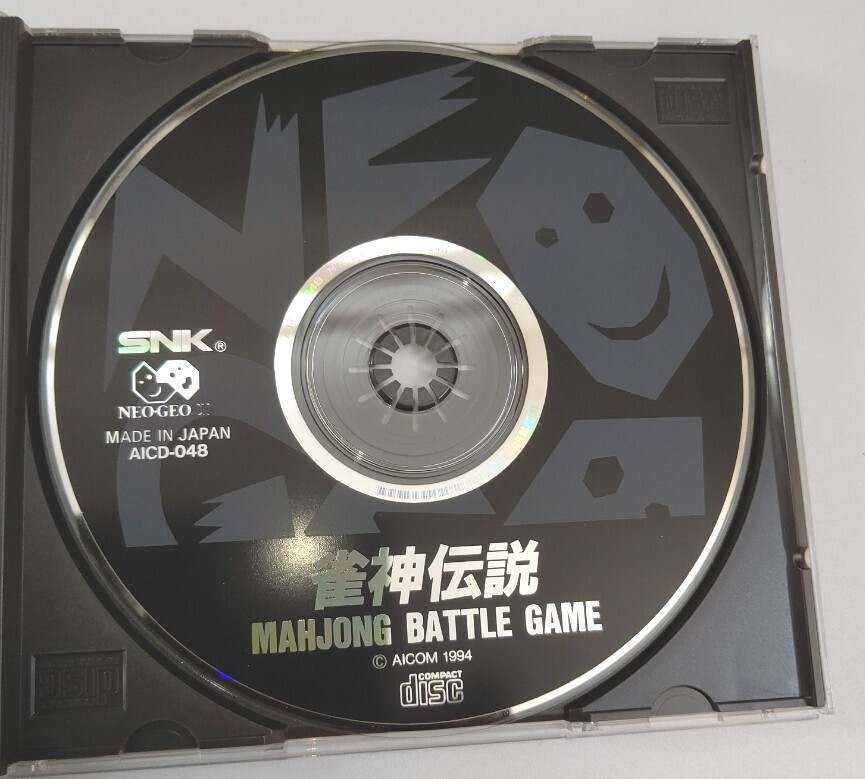 SNK®
NEO·GEO
MADE IN JAPAN
AICD-048
雀神伝説
MAHJONG BATTLE GAME
© AICOM 1994
COMPACT
disc